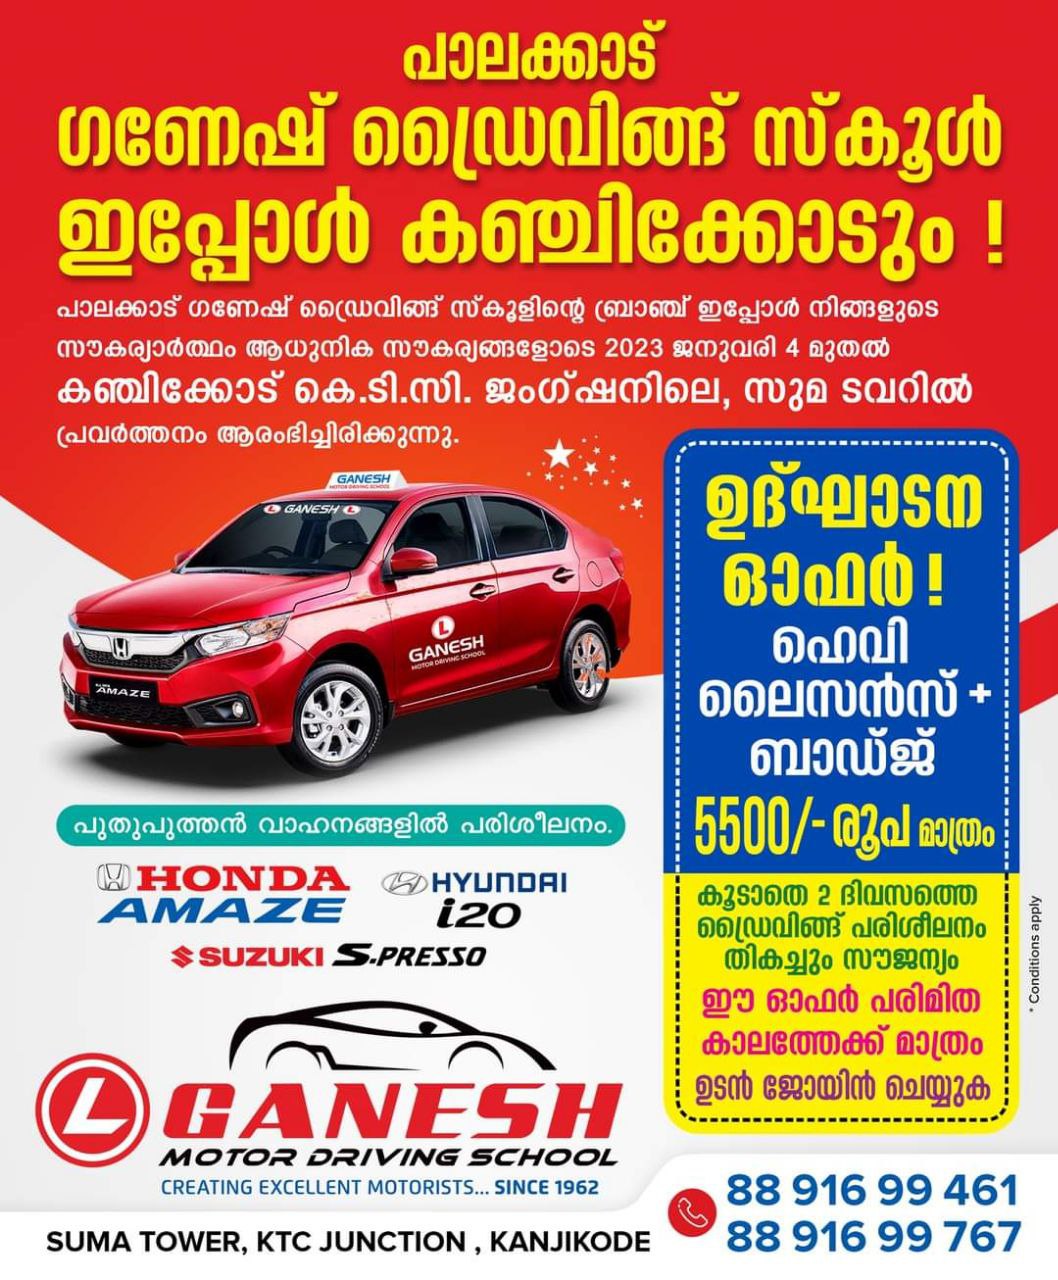 പാലക്കാട്
ഗണേഷ് ഡ്രൈവിങ്ങ് സ്കൂൾ
ഇപ്പോൾ കഞ്ചിക്കോടും !
പാലക്കാട് ഗണേഷ് ഡ്രൈവിങ്ങ് സ്കൂളിന്റെ ബ്രാഞ്ച് ഇപ്പോൾ നിങ്ങളുടെ
സൗകര്യാർത്ഥം ആധുനിക സൗകര്യങ്ങളോടെ 2023 ജനുവരി 4 മുതൽ
കഞ്ചിക്കോട് കെ.ടി.സി. ജംഗ്ഷനിലെ, സുമ ടവറിൽ
പ്രവർത്തനം ആരംഭിച്ചിരിക്കുന്നു.
GANESH
MOTOR DRIVING SCHOOL
L GANESH L
L
GANESH
MOTOR DRIVING SCHOOL
AMAZE
ഉദ്ഘാടന
ഓഫർ !
ഹെവി
ലൈസൻസ് +
ബാഡ്ജ്
5500/- രൂപ മാത്രം
കൂടാതെ 2 ദിവസത്തെ
ഡ്രൈവിങ്ങ് പരിശീലനം
തികച്ചും സൗജന്യം
ഈ ഓഫർ പരിമിത
കാലത്തേക്ക് മാത്രം
ഉടൻ ജോയിൻ ചെയ്യുക
* Conditions apply
പുതുപുത്തൻ വാഹനങ്ങളിൽ പരിശീലനം.
HONDA
AMAZE
HYUNDAI
i20
SUZUKI S-PRESSO
L GANESH
MOTOR DRIVING SCHOOL
CREATING EXCELLENT MOTORISTS... SINCE 1962
SUMA TOWER, KTC JUNCTION , KANJIKODE
88 916 99 461
88 916 99 767